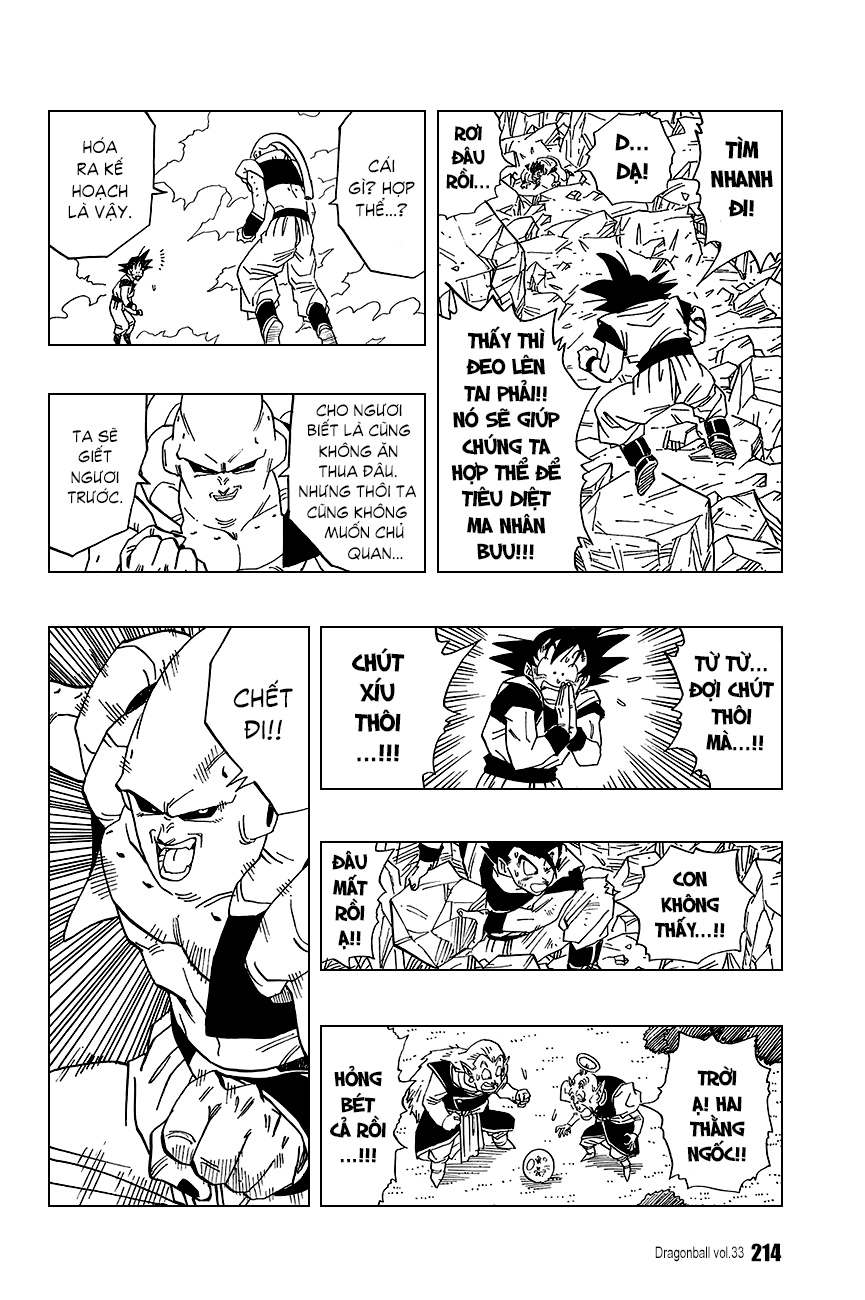 TÌM
NHANH
ĐI!
D...
DẠ!
RƠI
ĐÂU
RỒI...
THẤY THÌ
ĐEO LÊN
TAI PHẢI!!
NÓ SẼ GIÚP
CHÚNG TA
HỢP THỂ ĐỂ
TIÊU DIỆT
MA NHÂN
BUU!!!
CÁI
GÌ? HỢP
THỂ...?
HÓA
RA KẾ
HOẠCH
LÀ VẬY.
CHO NGƯƠI
BIẾT LÀ CŨNG
KHÔNG ĂN
THUA ĐÂU.
NHƯNG THÔI TA
CŨNG KHÔNG
MUỐN CHỦ
QUAN...
TA SẼ
GIẾT
NGƯƠI
TRƯỚC.
TỪ TỪ...
ĐỢI CHÚT
THÔI
MÀ...!!
CHÚT
XÍU
THÔI
...!!!
CHẾT
ĐI!!
CON
KHÔNG
THẤY...!!
ĐÂU
MẤT
RỒI
Ạ!!
TRỜI
Ạ! HAI
THẰNG
NGỐC!!
HỎNG
BÉT
CẢ RỒI
...!!!
Dragonball vol.33 214